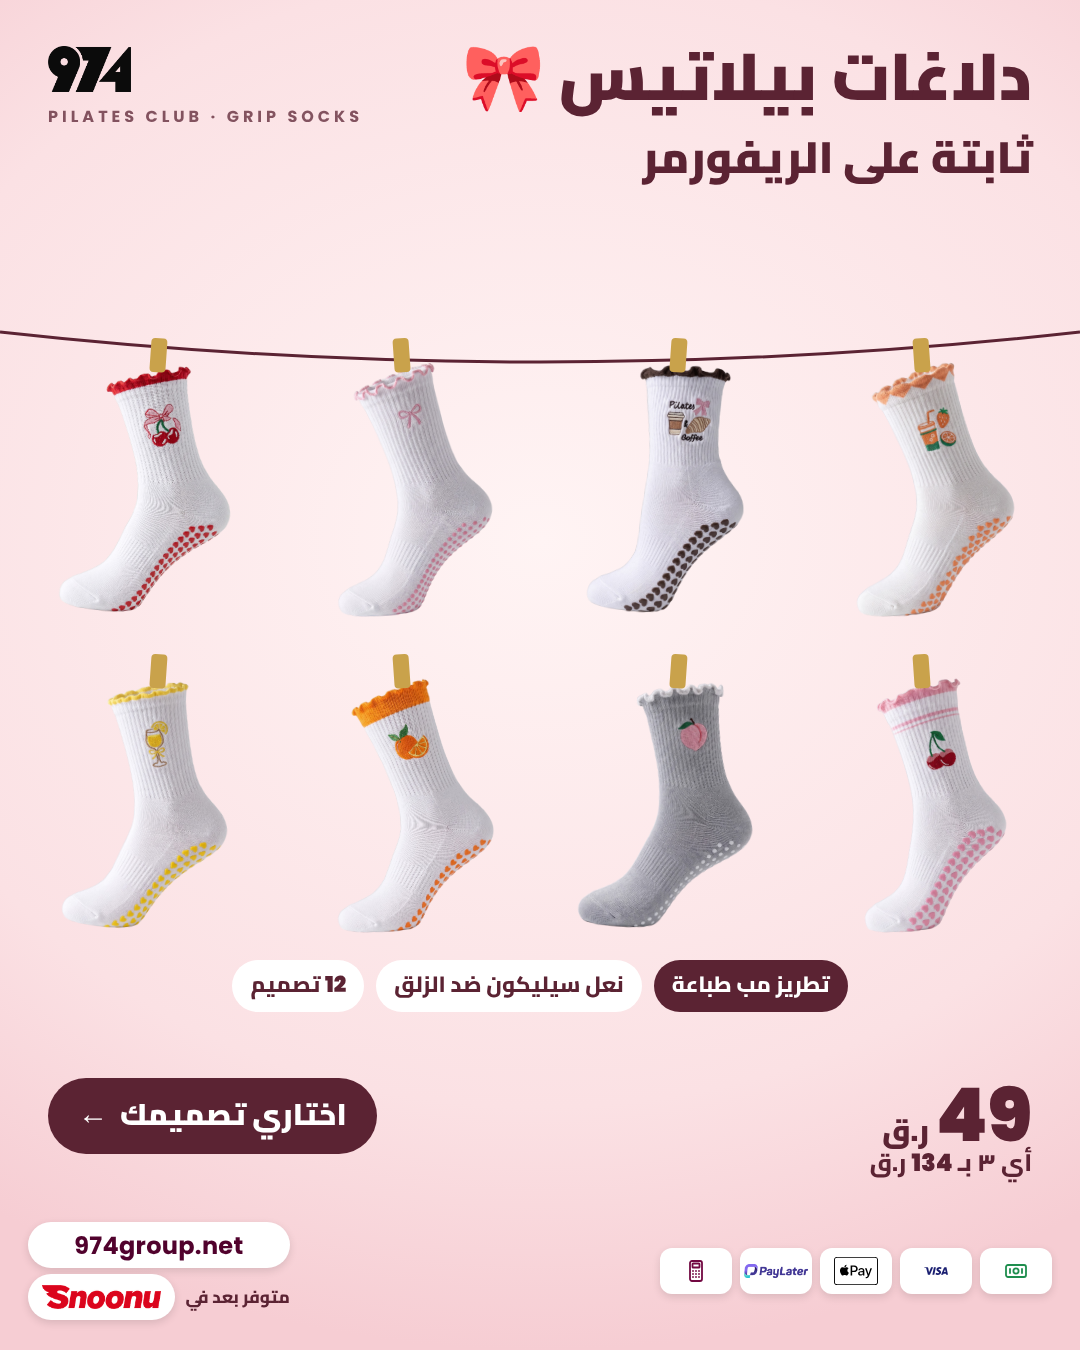 974
PILATES CLUB · GRIP SOCKS
دلاغات بيلاتيس 🎀
ثابتة على الريفورمر
Pilates
&
Coffee
تطريز مب طباعة
نعل سيليكون ضد الزلق
12 تصميم
49 ر.ق
أي ٣ بـ 134 ر.ق
اختاري تصميمك ←
974group.net
متوفر بعد في Snoonu
PayLater
Pay
VISA